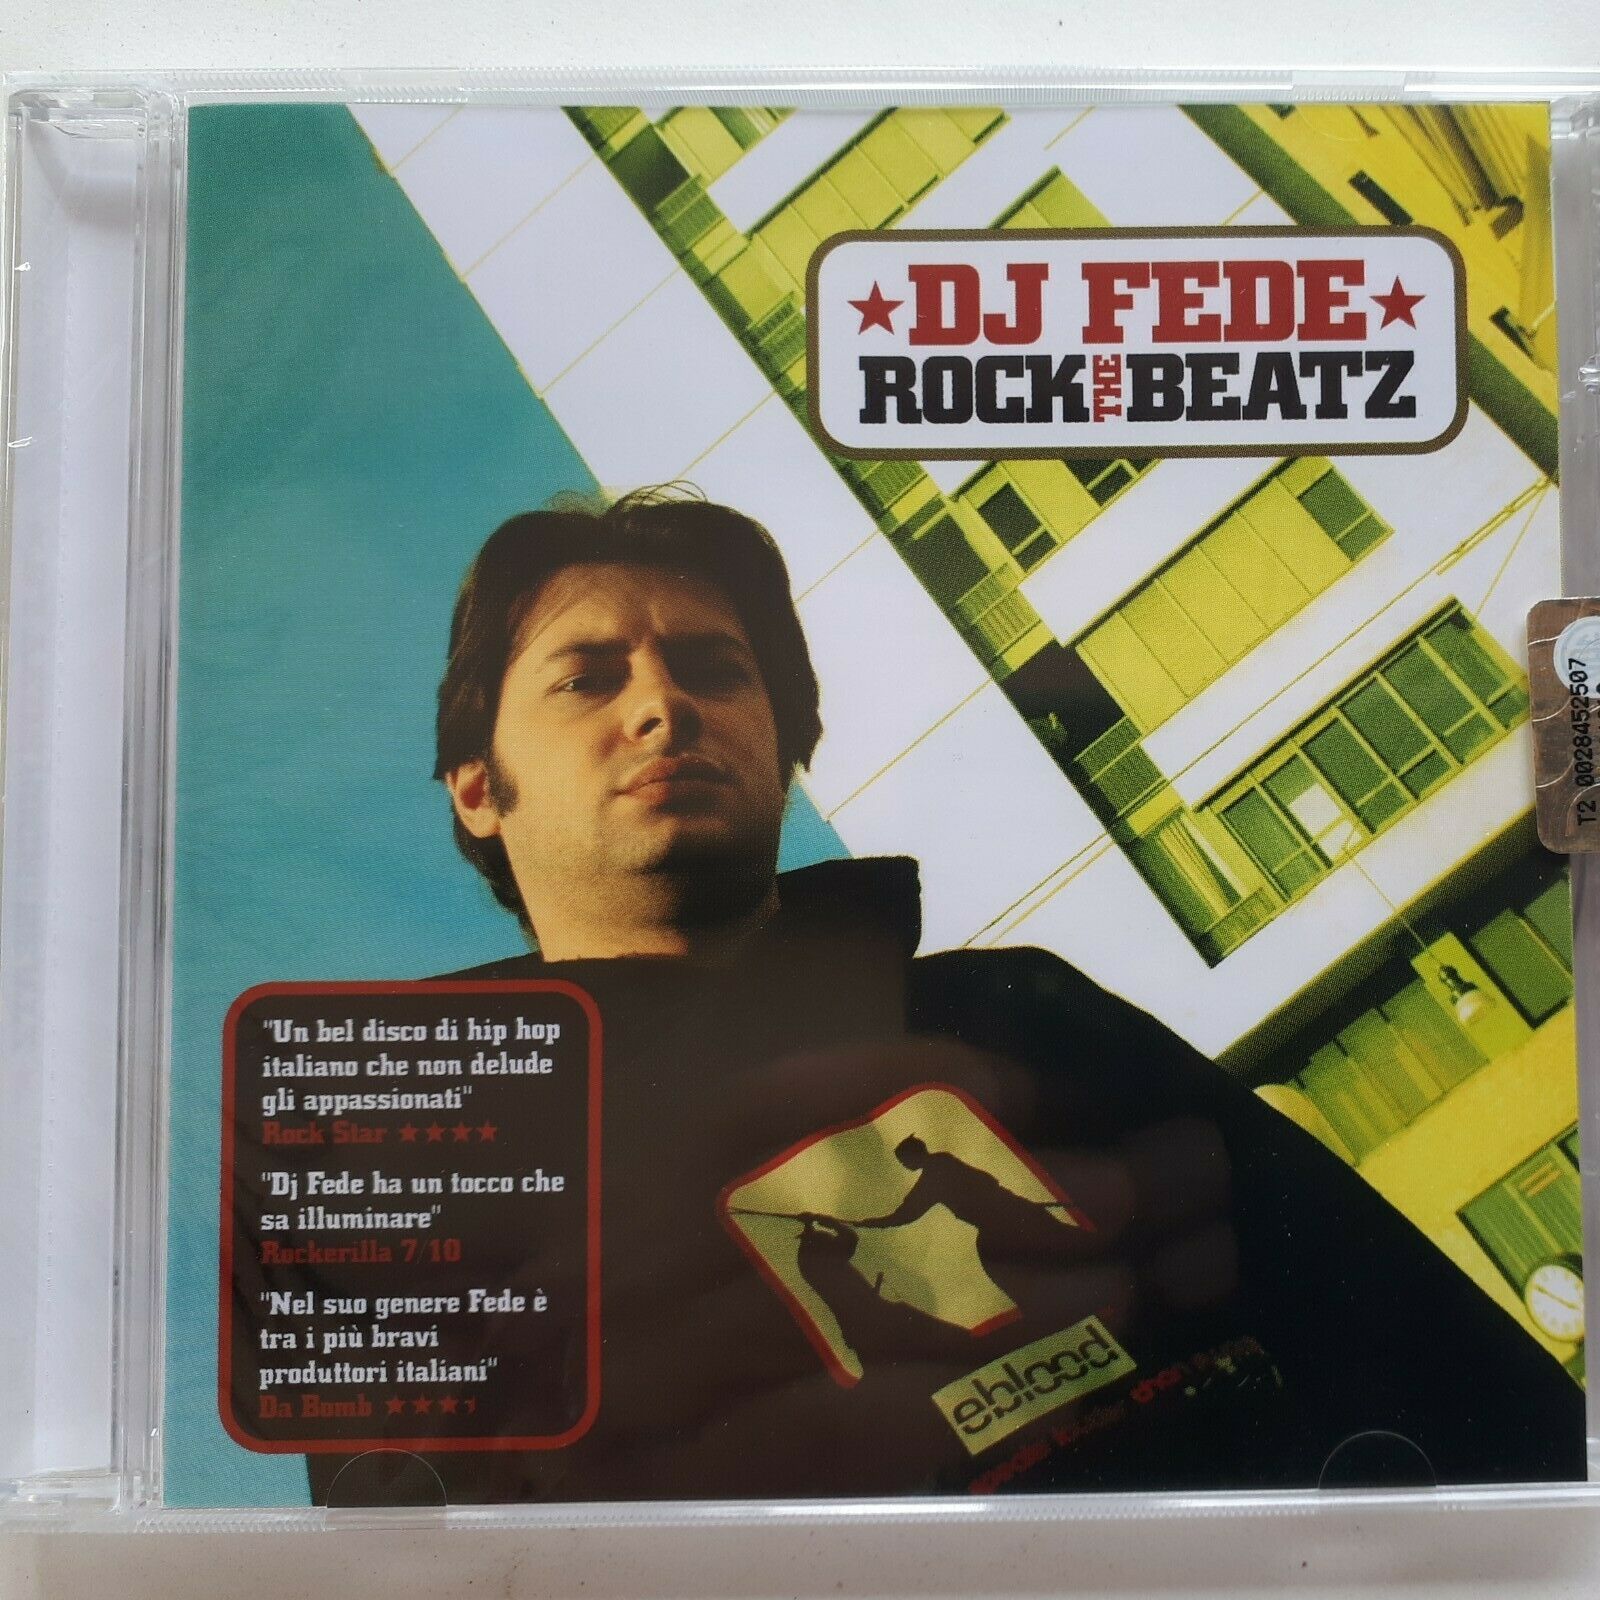 DJ FEDE
ROCK THE BEATZ
T2 0028452507
"Un bel disco di hip hop
italiano che non delude
gli appassionati"
Rock Star ★★★★
"Dj Fede ha un tocco che
sa illuminare"
Rockerilla 7/10
"Nel suo genere Fede è
tra i più bravi
produttori italiani"
Da Bomb
eblood
than